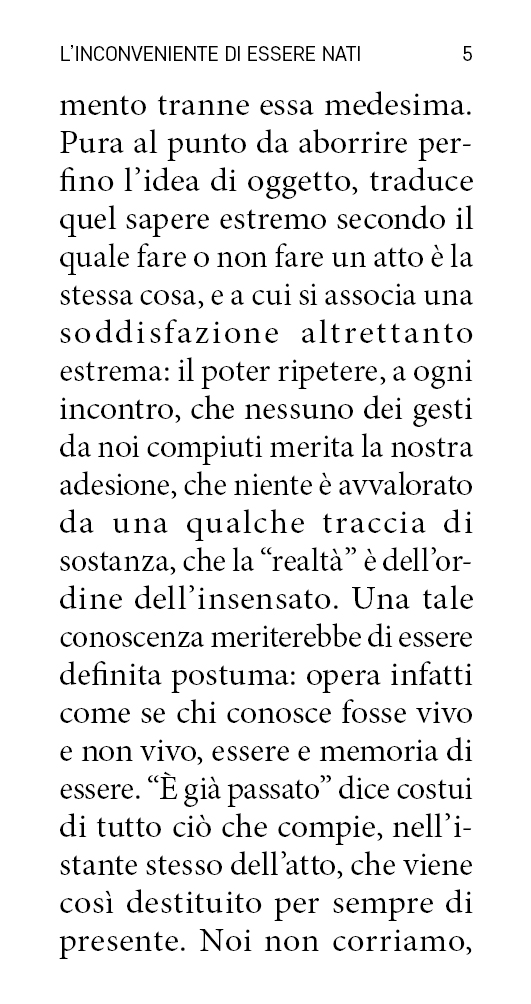 L’INCONVENIENTE DI ESSERE NATI 5
mento tranne essa medesima.
Pura al punto da aborrire per-
fino l’idea di oggetto, traduce
quel sapere estremo secondo il
quale fare o non fare un atto è la
stessa cosa, e a cui si associa una
soddisfazione altrettanto
estrema: il poter ripetere, a ogni
incontro, che nessuno dei gesti
da noi compiuti merita la nostra
adesione, che niente è avvalorato
da una qualche traccia di
sostanza, che la “realtà” è dell’or-
dine dell’insensato. Una tale
conoscenza meriterebbe di essere
definita postuma: opera infatti
come se chi conosce fosse vivo
e non vivo, essere e memoria di
essere. “È già passato” dice costui
di tutto ciò che compie, nell’i-
stante stesso dell’atto, che viene
così destituito per sempre di
presente. Noi non corriamo,